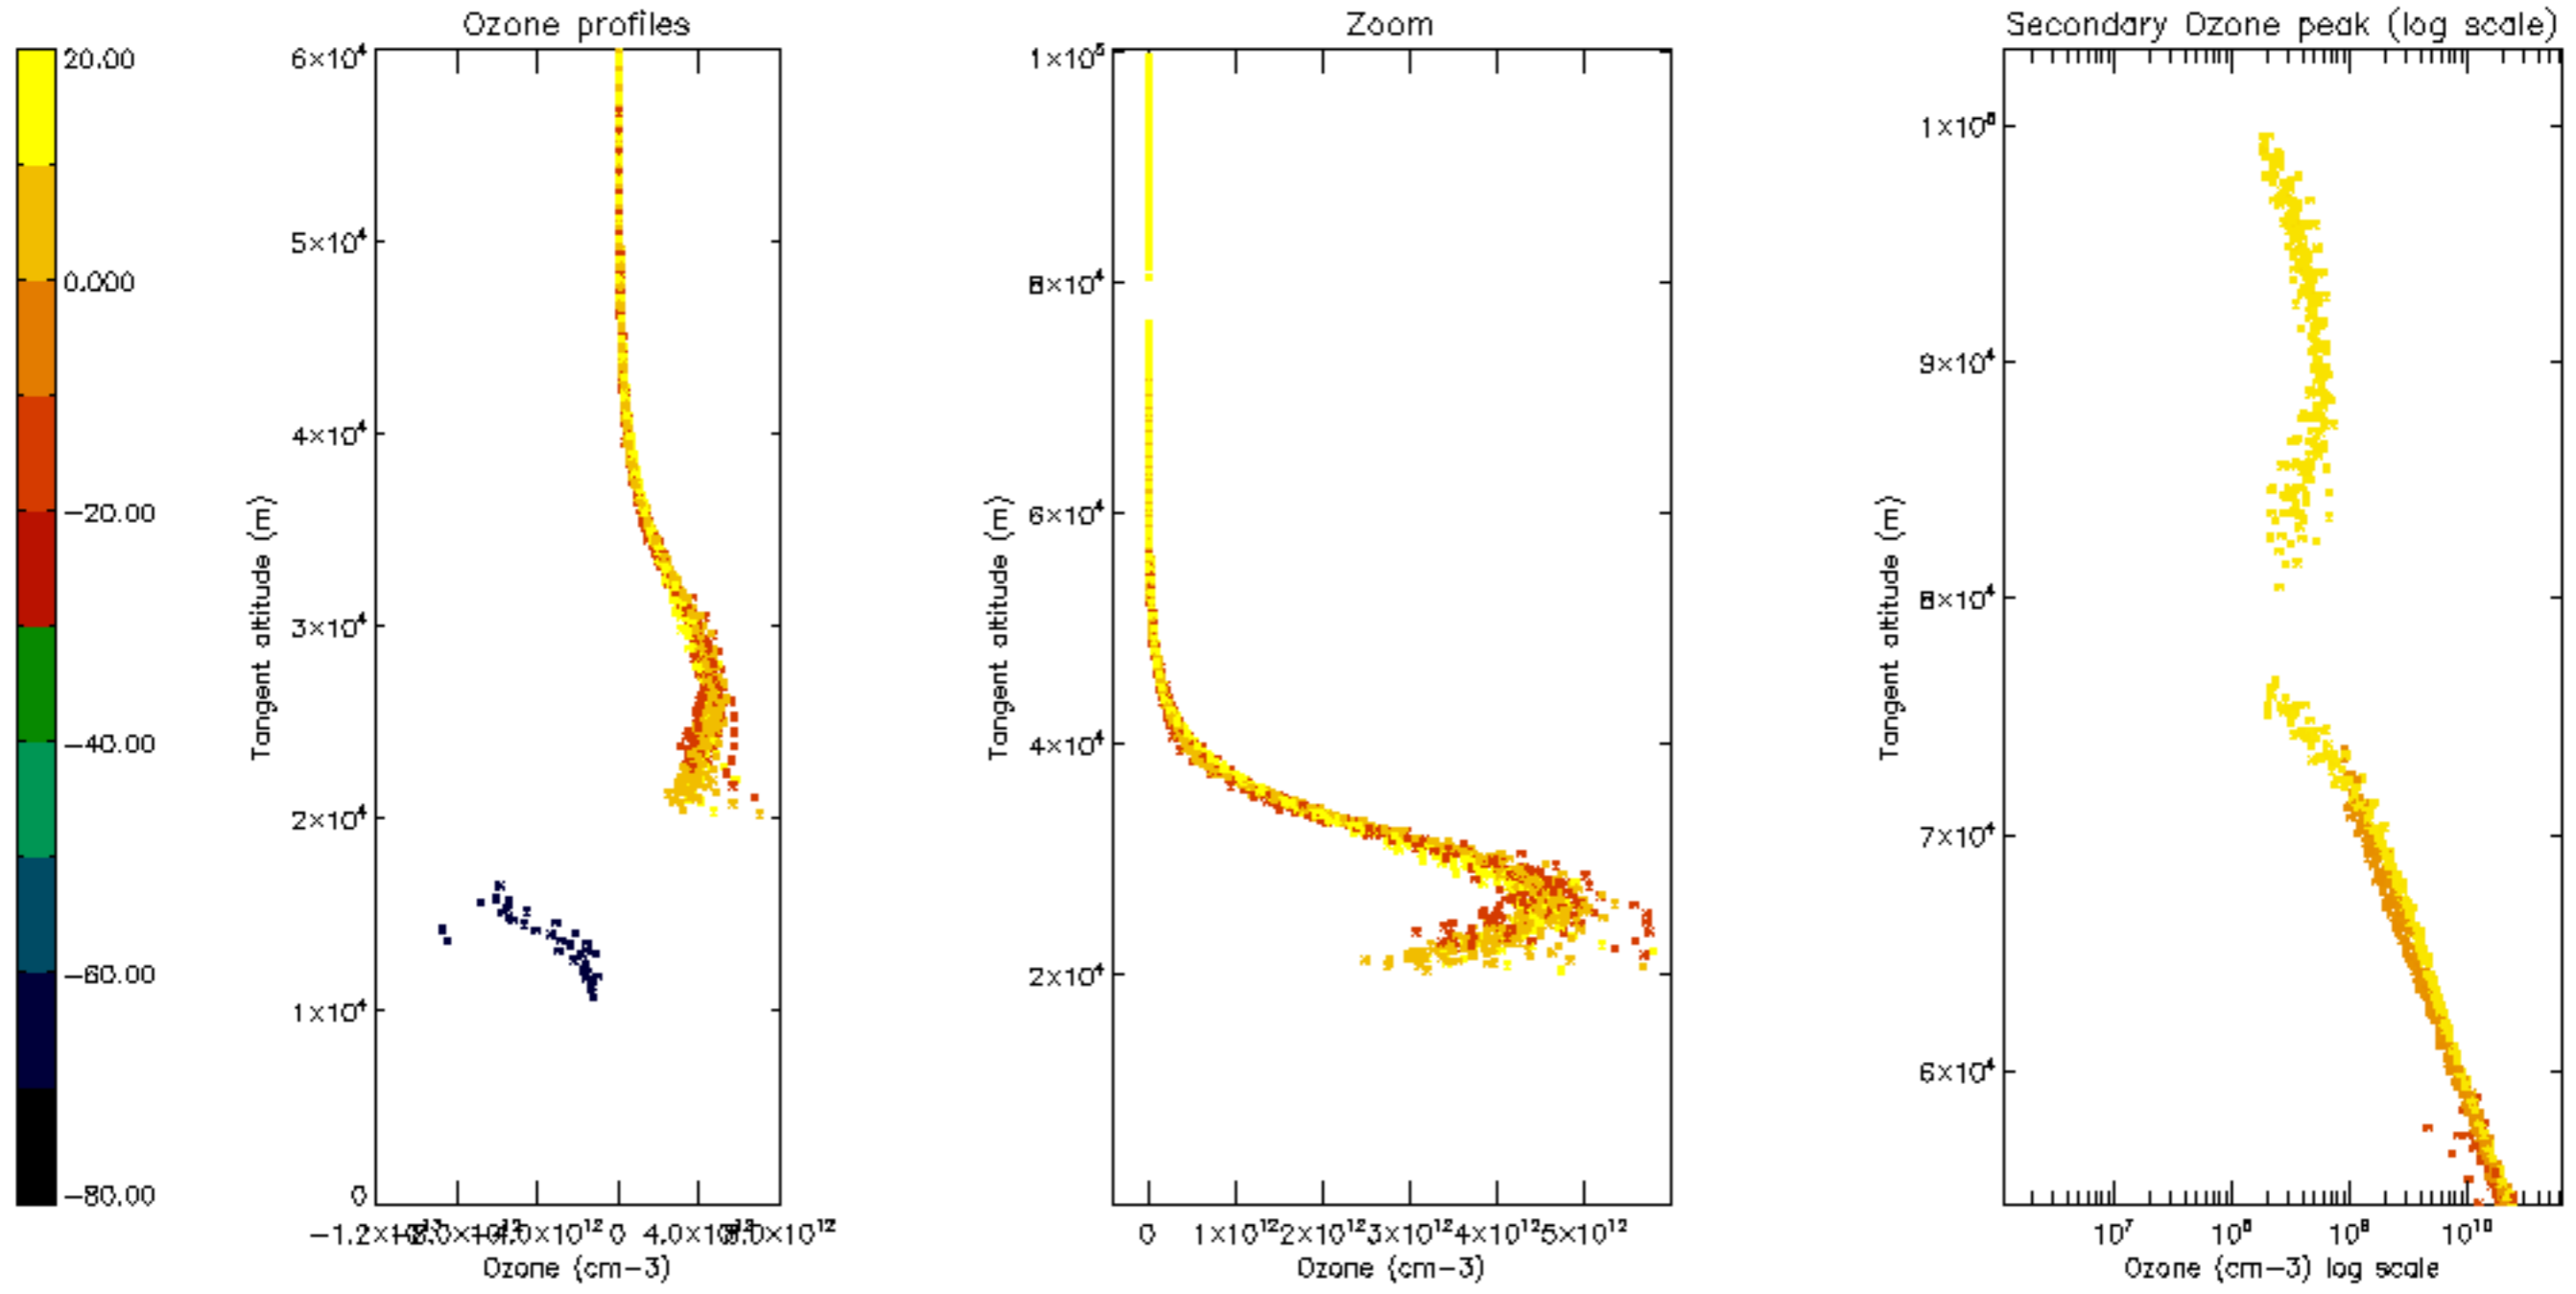 Ozone profiles
Zoom
Secondary Ozone peak (log scale)
20.00
0.000
−20.00
−40.00
−60.00
−80.00
6×10⁴
5×10⁴
4×10⁴
3×10⁴
2×10⁴
1×10⁴
0
Tangent altitude (m)
0
Ozone (cm−3)
1×10⁵
8×10⁴
6×10⁴
4×10⁴
2×10⁴
Tangent altitude (m)
0 1×10¹² 2×10¹² 3×10¹² 4×10¹² 5×10¹²
Ozone (cm−3)
1×10⁵
9×10⁴
8×10⁴
7×10⁴
6×10⁴
Tangent altitude (m)
10⁷ 10⁸ 10⁹ 10¹⁰
Ozone (cm−3) log scale